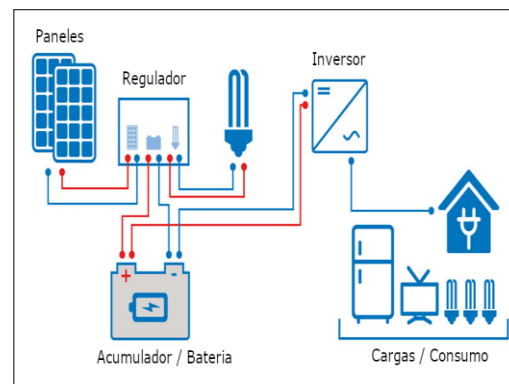 Paneles
Regulador
Inversor
+ -
Acumulador / Bateria
Cargas / Consumo